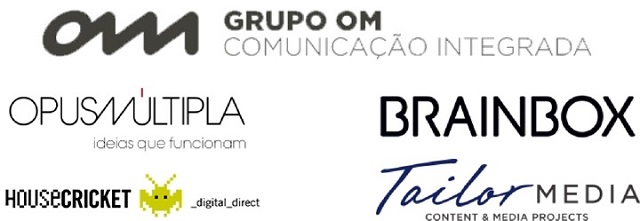 om GRUPO OM
COMUNICAÇÃO INTEGRADA
OPUSMÚLTIPLA
ideias que funcionam
BRAINBOX
HOUSECRICKET _digital_direct
Tailor MEDIA
CONTENT & MEDIA PROJECTS